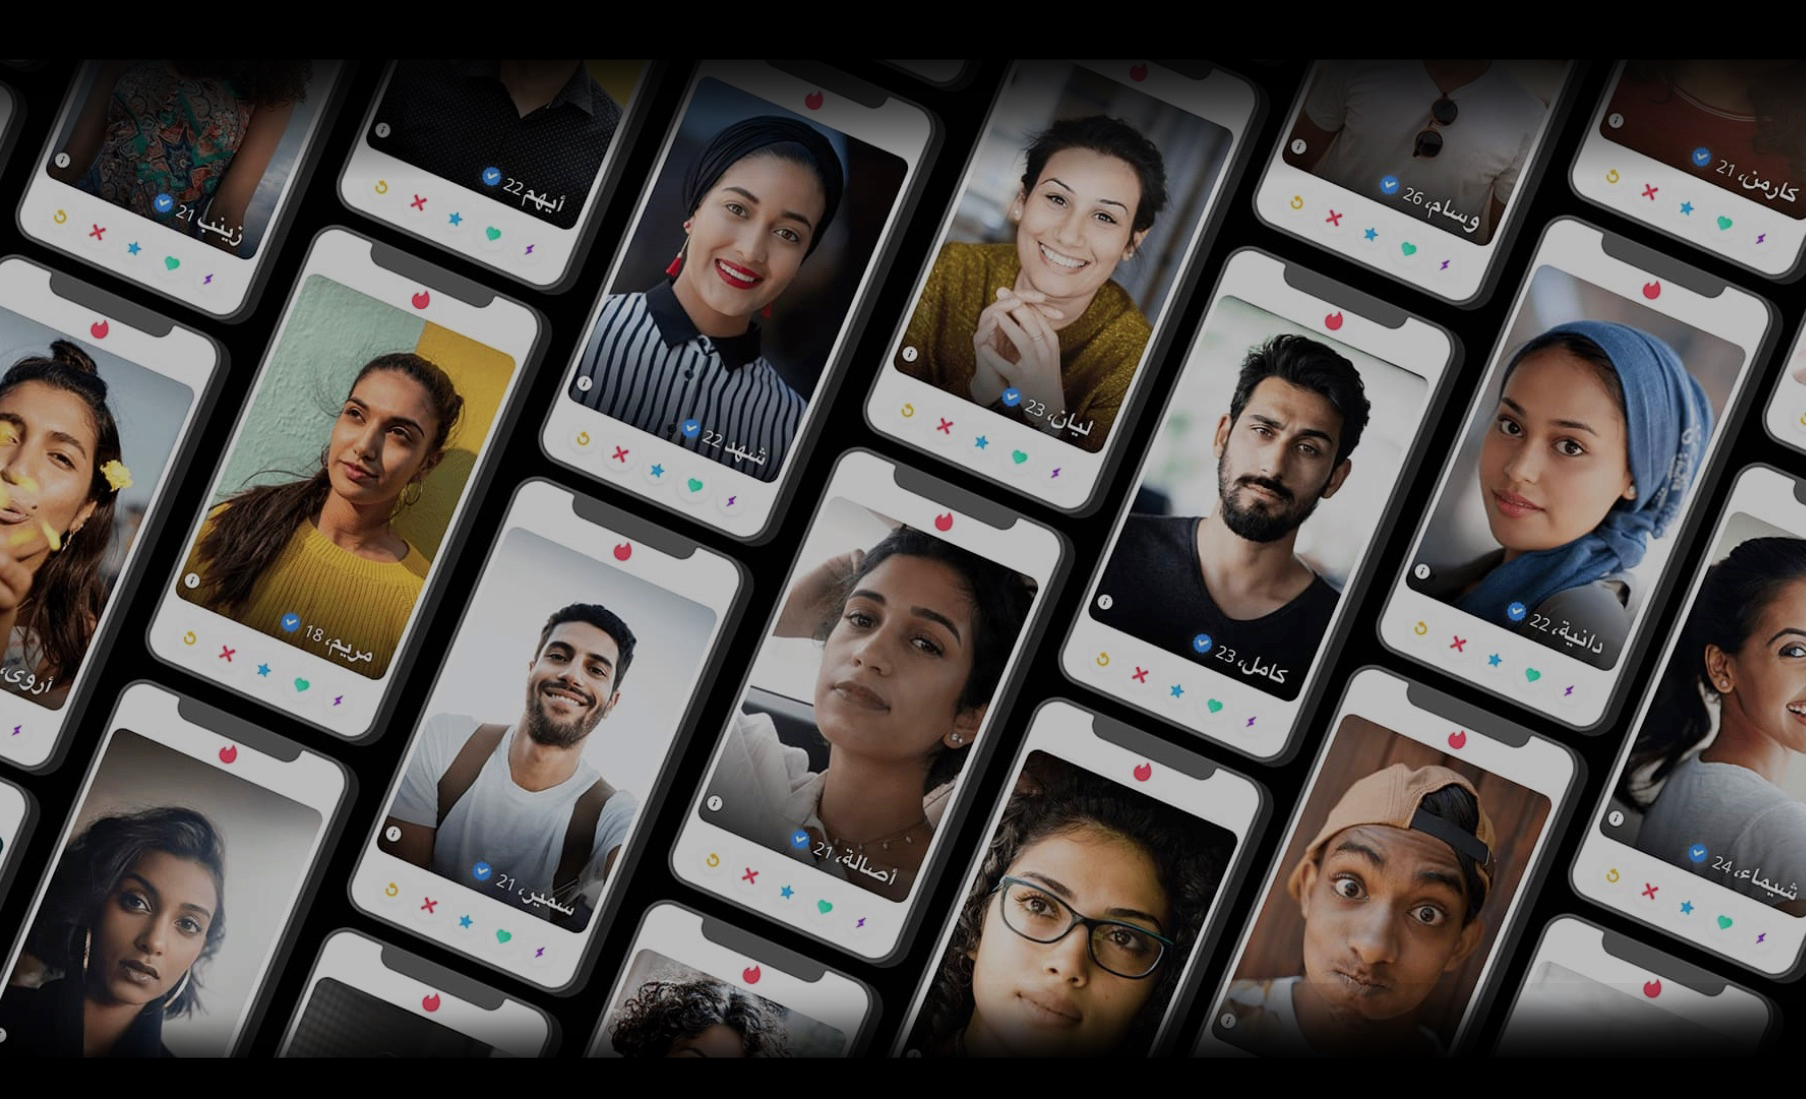 زينب 21
أيهم 22
شهد 22
ليان، 23
وسام، 26
كارمن، 21
أروى،
مريم، 18
سمير، 21
أصالة، 21
كامل، 23
دانية، 22
شيماء، 24